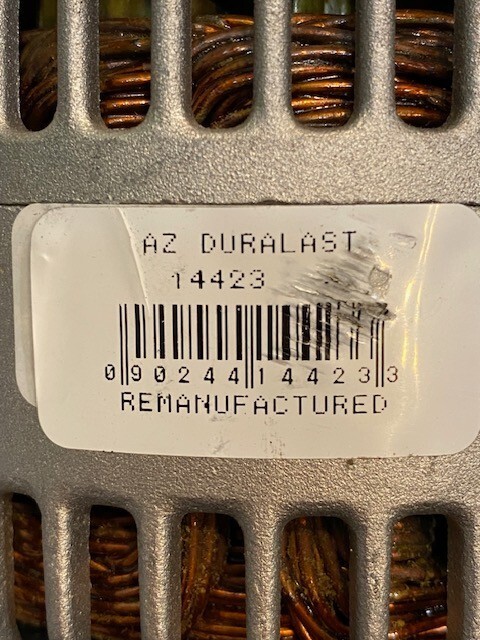 AZ DURALAST
14423
0 90244 14423 3
REMANUFACTURED